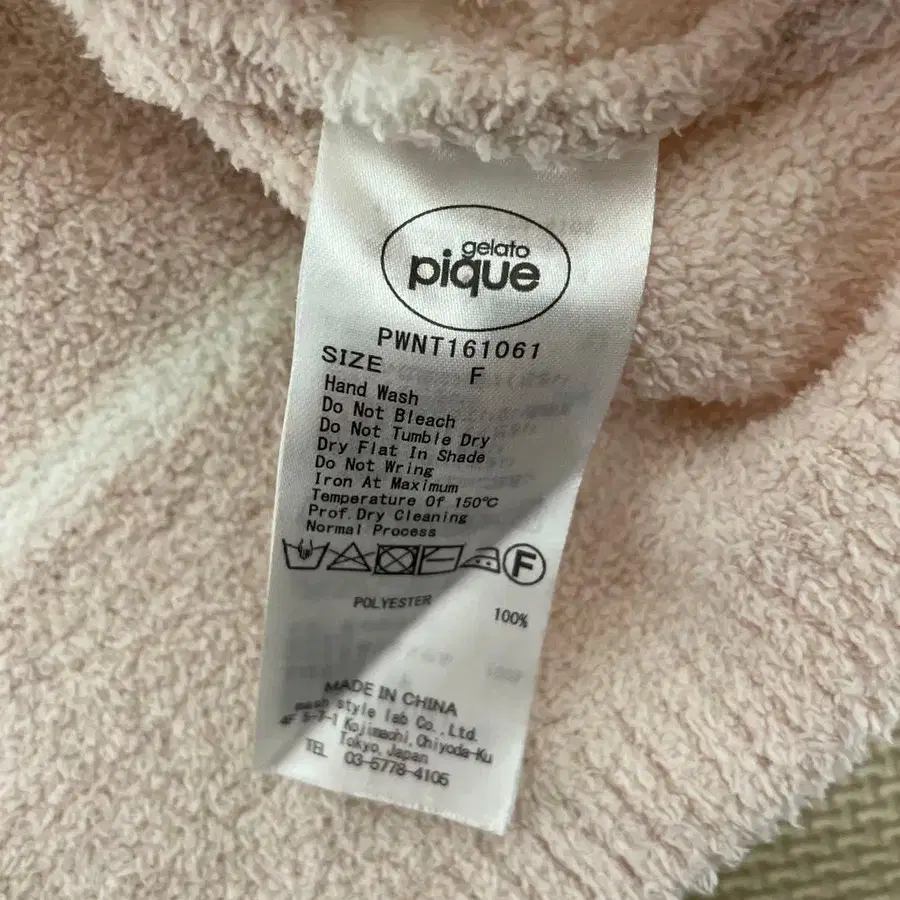 gelato
pique
PWNT161061
SIZE F
Hand Wash
Do Not Bleach
Do Not Tumble Dry
Dry Flat In Shade
Do Not Wring
Iron At Maximum
Temperature Of 150℃
Prof.Dry Cleaning
Normal Process
F
POLYESTER 100%
MADE IN CHINA
mash style lab Co.,Ltd.
4F 5-7-1 Kojimachi,Chiyoda-Ku
Tokyo,Japan
TEL 03-5778-4105